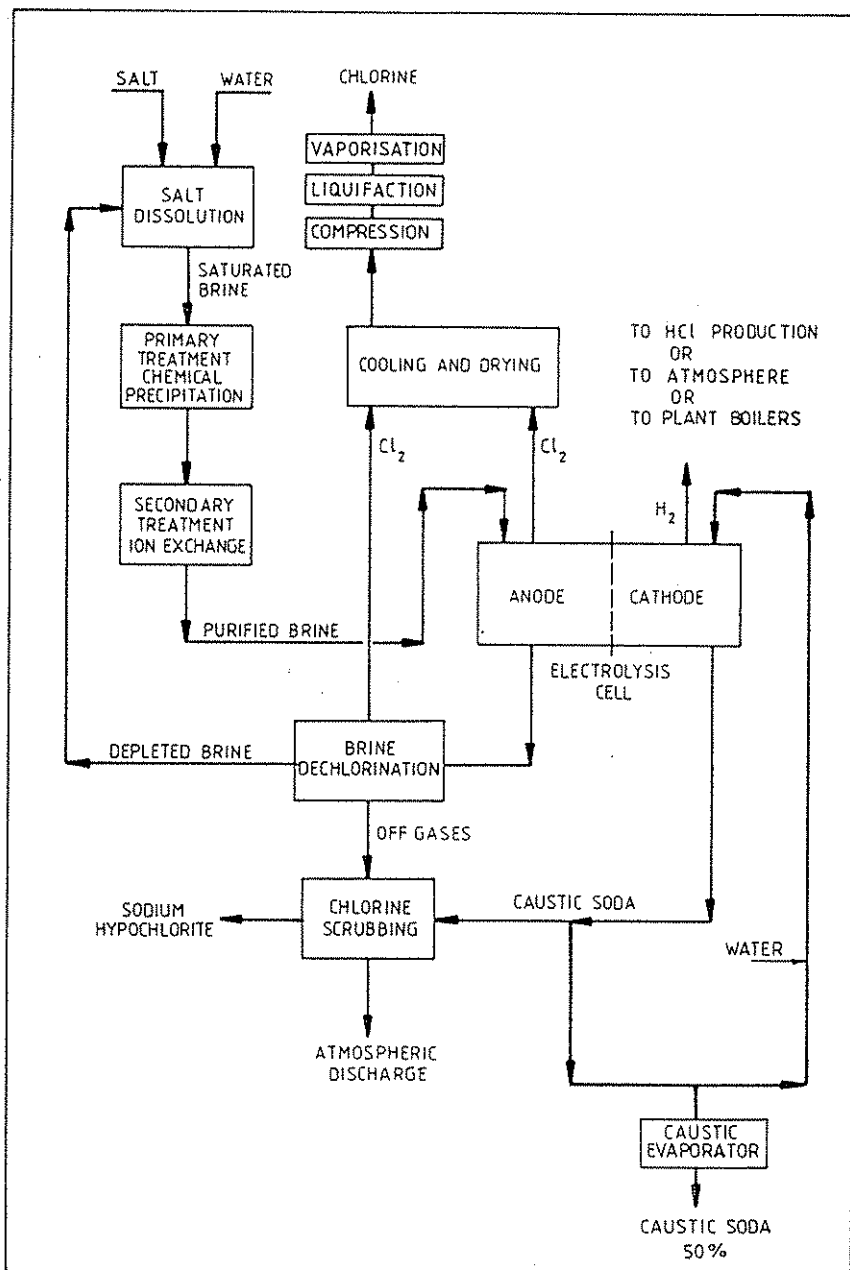 SALT
WATER
CHLORINE
VAPORISATION
LIQUIFACTION
COMPRESSION
SALT
DISSOLUTION
SATURATED
BRINE
PRIMARY
TREATMENT
CHEMICAL
PRECIPITATION
COOLING AND DRYING
TO HCl PRODUCTION
OR
TO ATMOSPHERE
OR
TO PLANT BOILERS
Cl₂
Cl₂
H₂
SECONDARY
TREATMENT
ION EXCHANGE
ANODE
CATHODE
PURIFIED BRINE
ELECTROLYSIS
CELL
DEPLETED BRINE
BRINE
DECHLORINATION
OFF GASES
SODIUM
HYPOCHLORITE
CHLORINE
SCRUBBING
CAUSTIC SODA
WATER
ATMOSPHERIC
DISCHARGE
CAUSTIC
EVAPORATOR
CAUSTIC SODA
50%